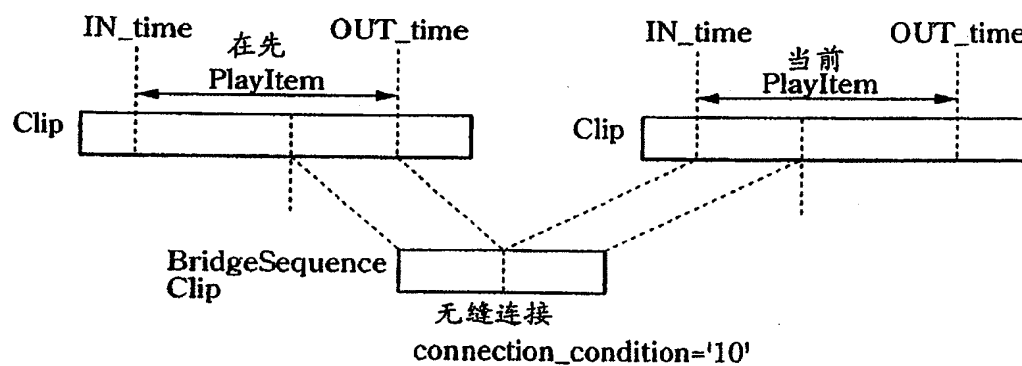 IN_time
在先
OUT_time
PlayItem
Clip
IN_time
当前
OUT_time
PlayItem
Clip
BridgeSequence
Clip
无缝连接
connection_condition='10'